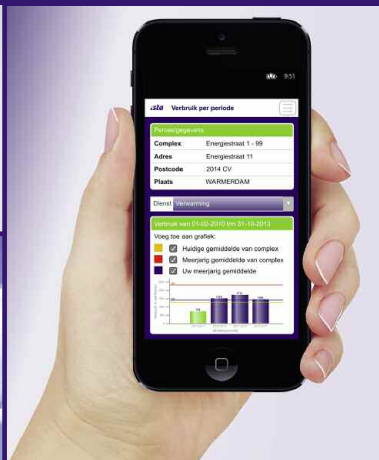 9:51
ista Verbruik per periode
Perceelgegevens
Complex Energiestraat 1 - 99
Adres Energiestraat 11
Postcode 2014 CV
Plaats WARMERDAM
Dienst Verwarming
Verbruik van 01-02-2010 t/m 31-10-2013
Voeg toe aan grafiek:
Huidige gemiddelde van complex
Meerjarig gemiddelde van complex
Uw meerjarig gemiddelde